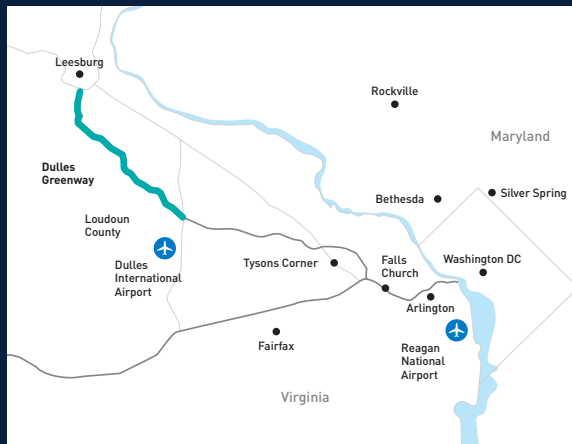 Leesburg
Rockville
Maryland
Dulles
Greenway
Bethesda
Silver Spring
Loudoun
County
Dulles
International
Airport
Tysons Corner
Falls
Church
Washington DC
Arlington
Fairfax
Reagan
National
Airport
Virginia